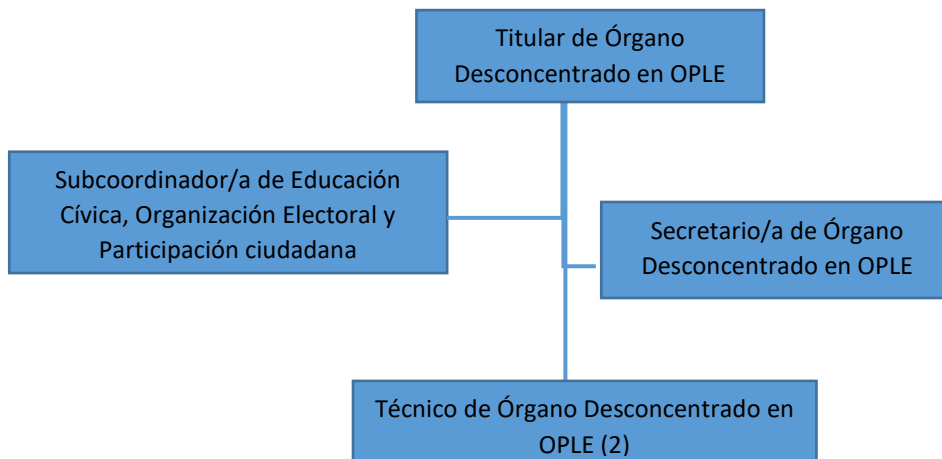 Titular de Órgano
Desconcentrado en OPLE
Subcoordinador/a de Educación
Cívica, Organización Electoral y
Participación ciudadana
Secretario/a de Órgano
Desconcentrado en OPLE
Técnico de Órgano Desconcentrado en
OPLE (2)